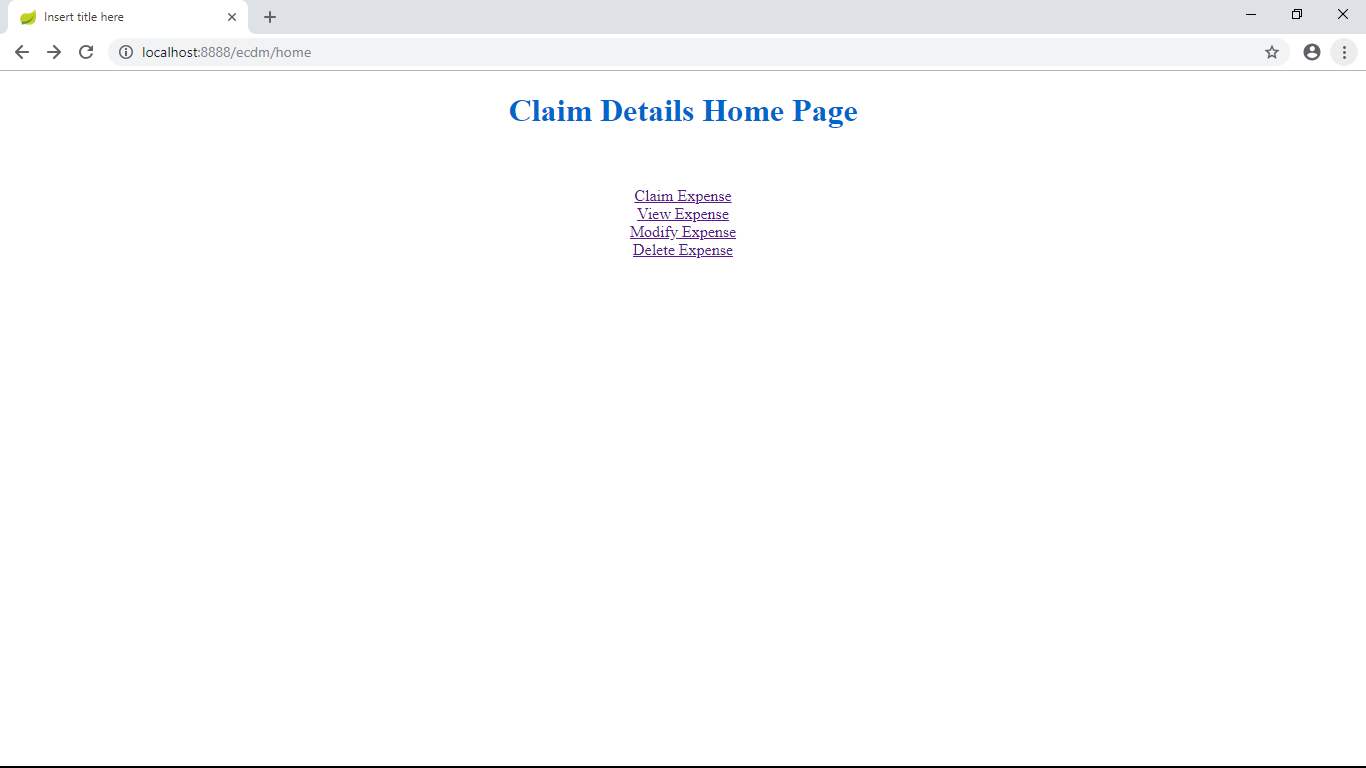 Insert title here
localhost:8888/ecdm/home
Claim Details Home Page
Claim Expense
View Expense
Modify Expense
Delete Expense